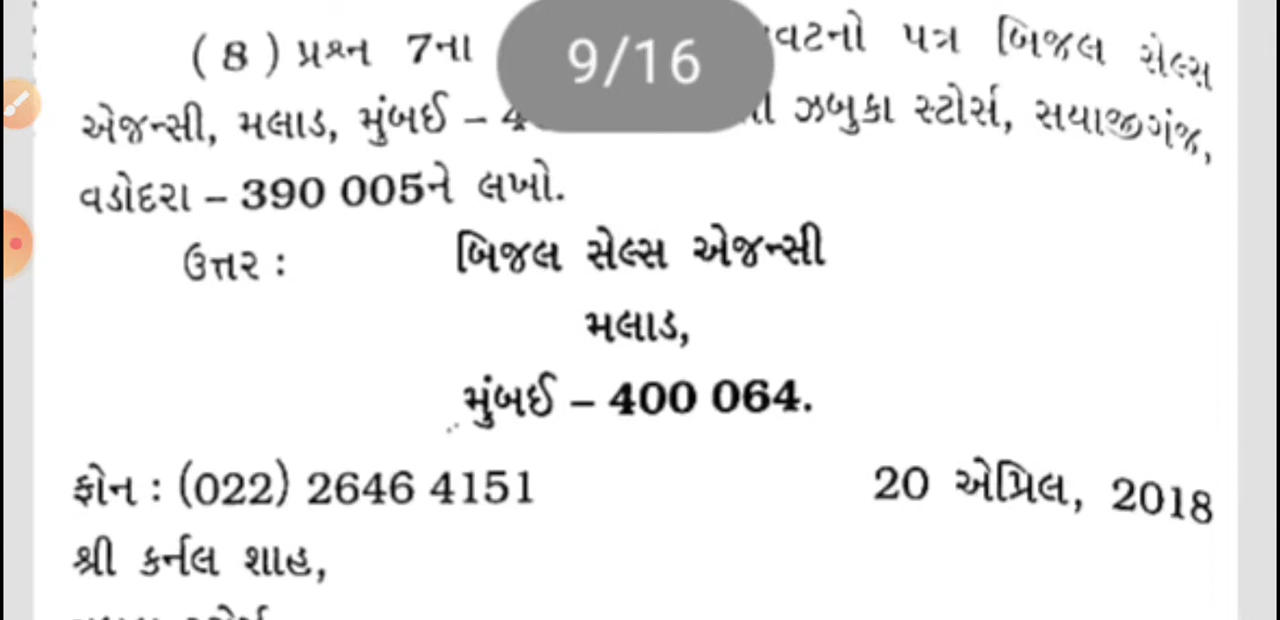 ( 8 ) પ્રશ્ન 7ના 9/16 પત્ર બિજલ સેલ્સ
એજન્સી, મલાડ, મુંબઈ – 4 ઝબુકા સ્ટોર્સ, સયાજીગંજ,
વડોદરા – 390 005ને લખો.
ઉત્તર : બિજલ સેલ્સ એજન્સી
મલાડ,
મુંબઈ – 400 064.
ફોન : (022) 2646 4151 20 એપ્રિલ, 2018
શ્રી કર્નલ શાહ,